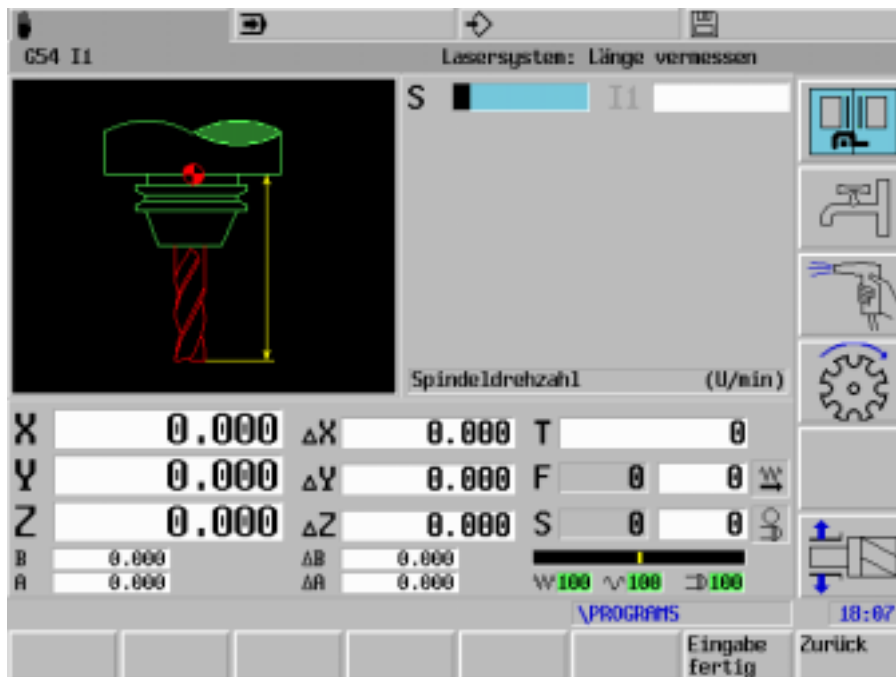 G54 I1
Lasersystem: Länge vermessen
S
I1
Spindeldrehzahl (U/min)
X 0.000 ΔX 0.000 T 0
Y 0.000 ΔY 0.000 F 0 0
Z 0.000 ΔZ 0.000 S 0 0
B 0.000 ΔB 0.000
A 0.000 ΔA 0.000 100 100 100
\PROGRAMS 18:07
Eingabe fertig
Zurück